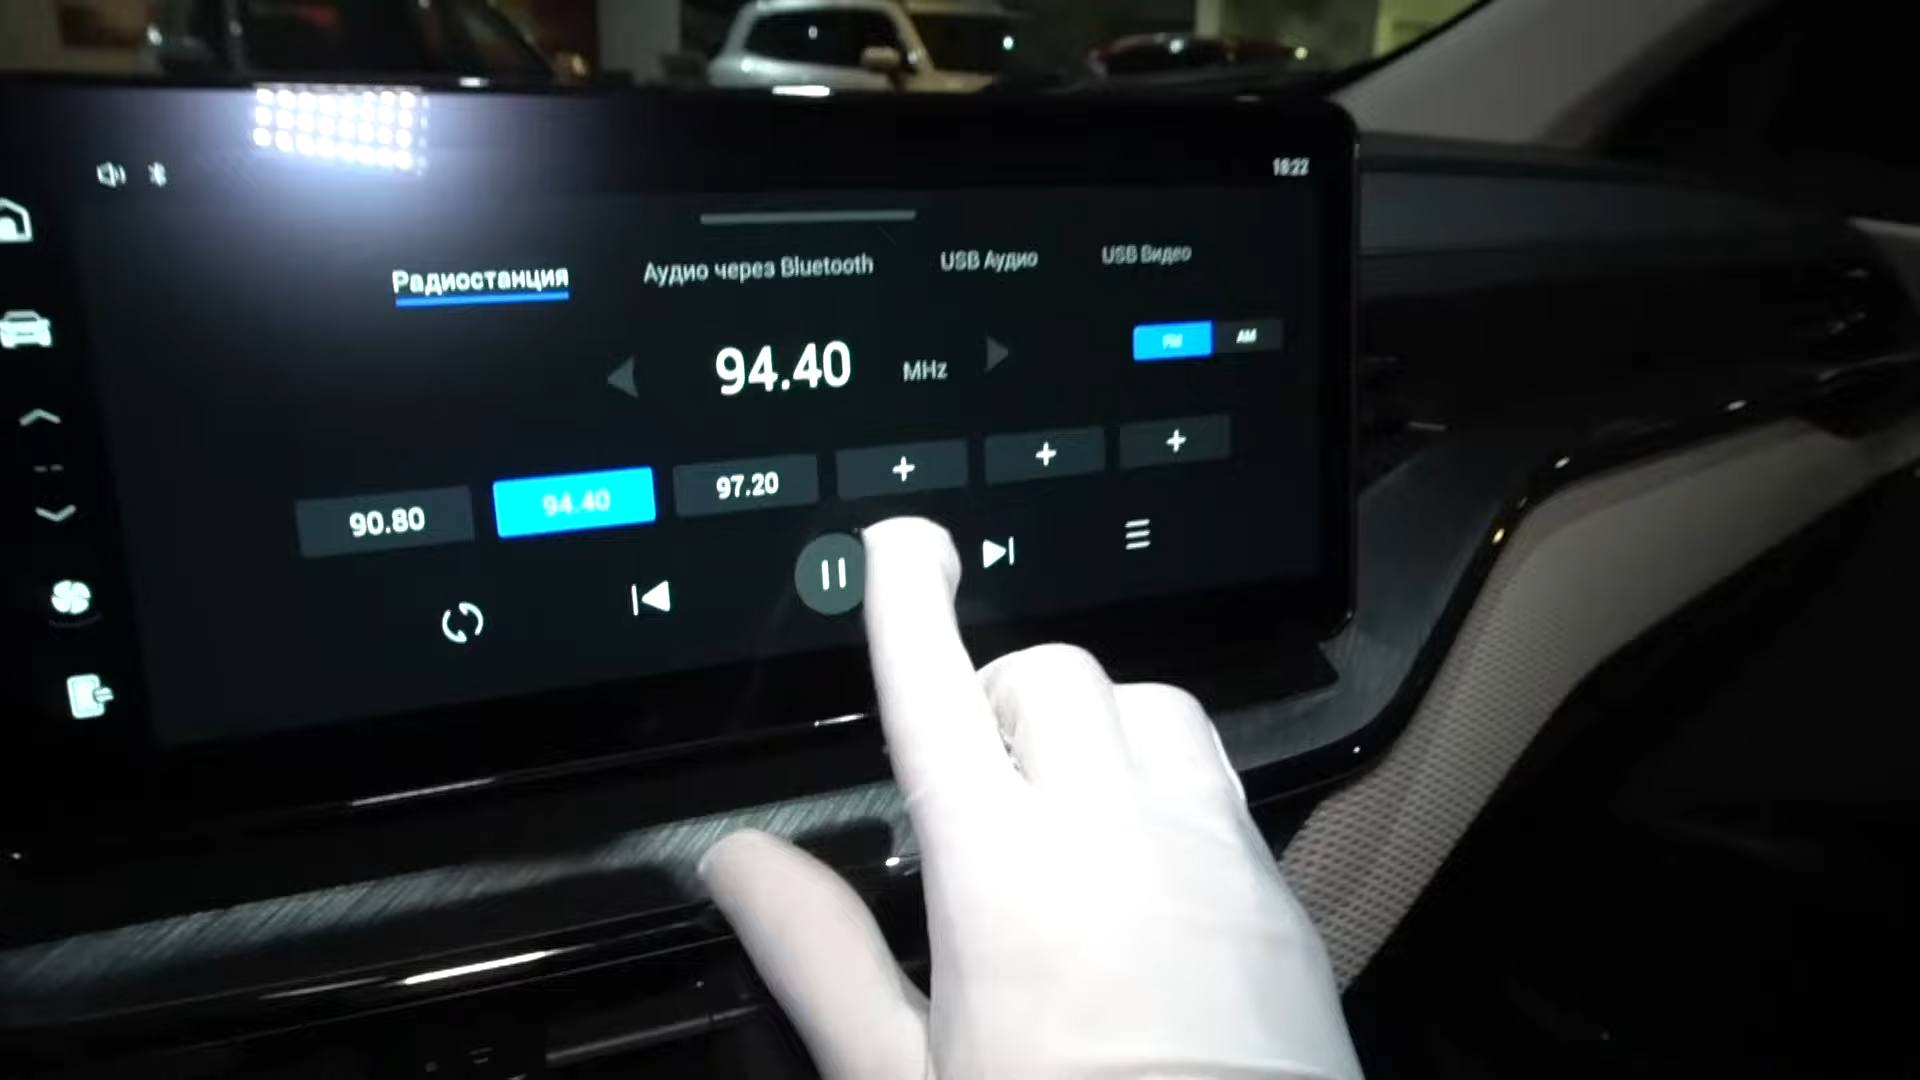 18:22
Радиостанция Аудио через Bluetooth USB Аудио USB Видео
94.40 MHz
FM AM
90.80 94.40 97.20 + + +